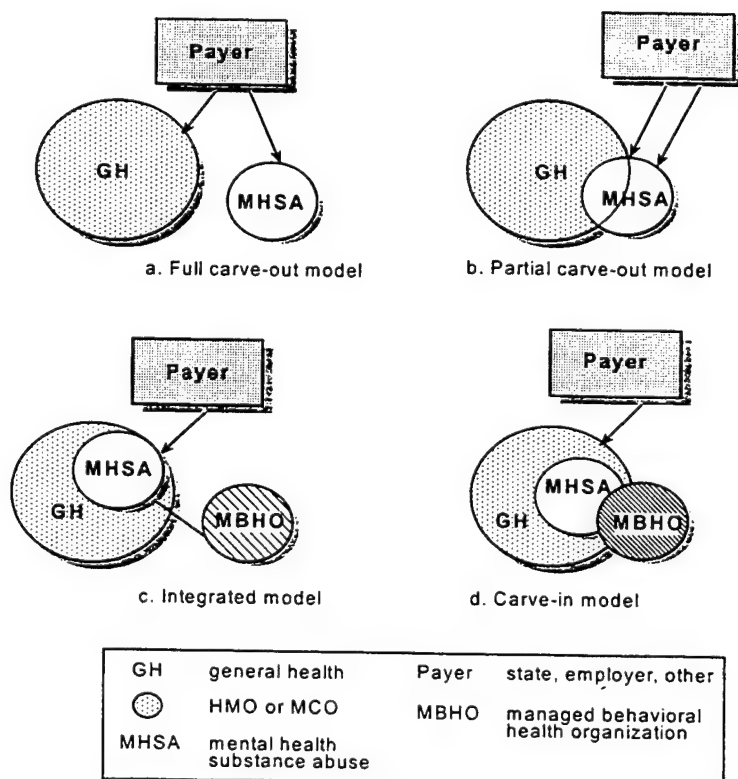 Payer
GH
MHSA
a. Full carve-out model
Payer
GH
MHSA
b. Partial carve-out model
Payer
MHSA
GH
MBHO
c. Integrated model
Payer
MHSA
GH
MBHO
d. Carve-in model
GH general health
HMO or MCO
MHSA mental health
substance abuse
Payer state, employer, other
MBHO managed behavioral
health organization